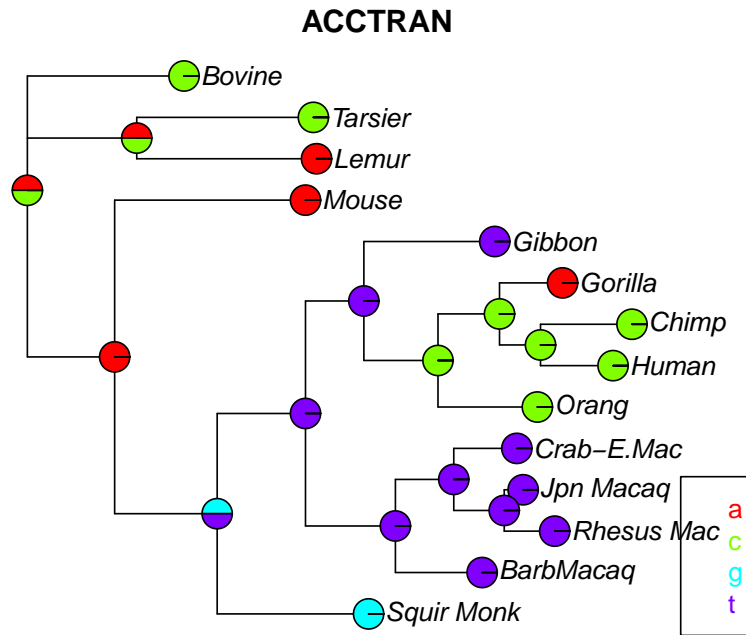 ACCTRAN
Bovine
Tarsier
Lemur
Mouse
Gibbon
Gorilla
Chimp
Human
Orang
Crab−E.Mac
Jpn Macaq
Rhesus Mac
BarbMacaq
Squir Monk
a
c
g
t